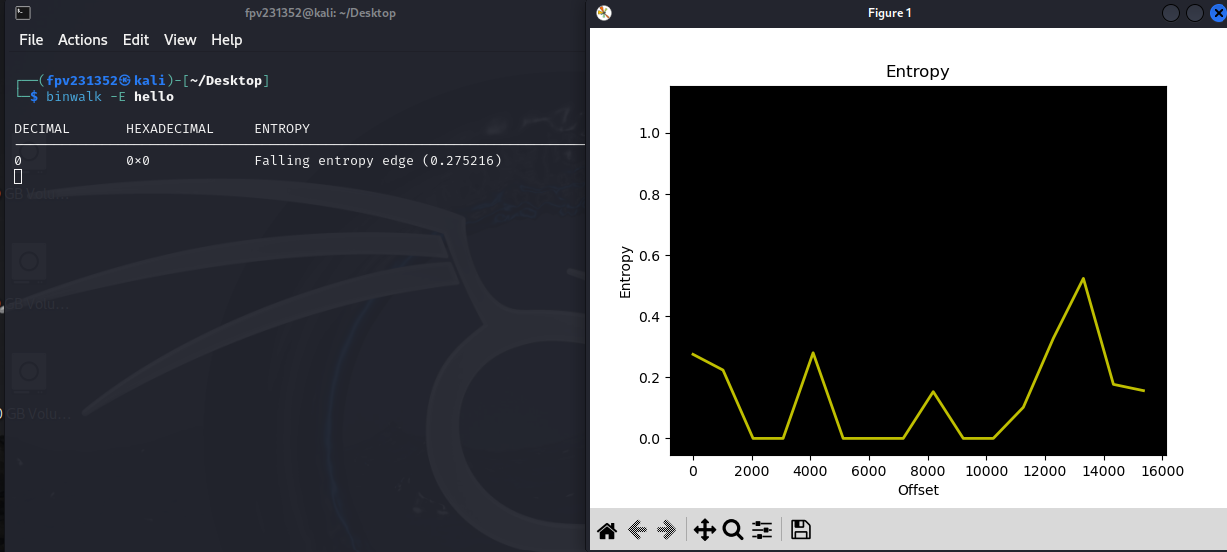 fpv231352@kali: ~/Desktop
File Actions Edit View Help
┌──(fpv231352㉿kali)-[~/Desktop]
└─$ binwalk -E hello
DECIMAL HEXADECIMAL ENTROPY
0 0×0 Falling entropy edge (0.275216)
GB Volu...
GB Volu...
GB Volu...
Figure 1
Entropy
Entropy
1.0
0.8
0.6
0.4
0.2
0.0
0 2000 4000 6000 8000 10000 12000 14000 16000
Offset